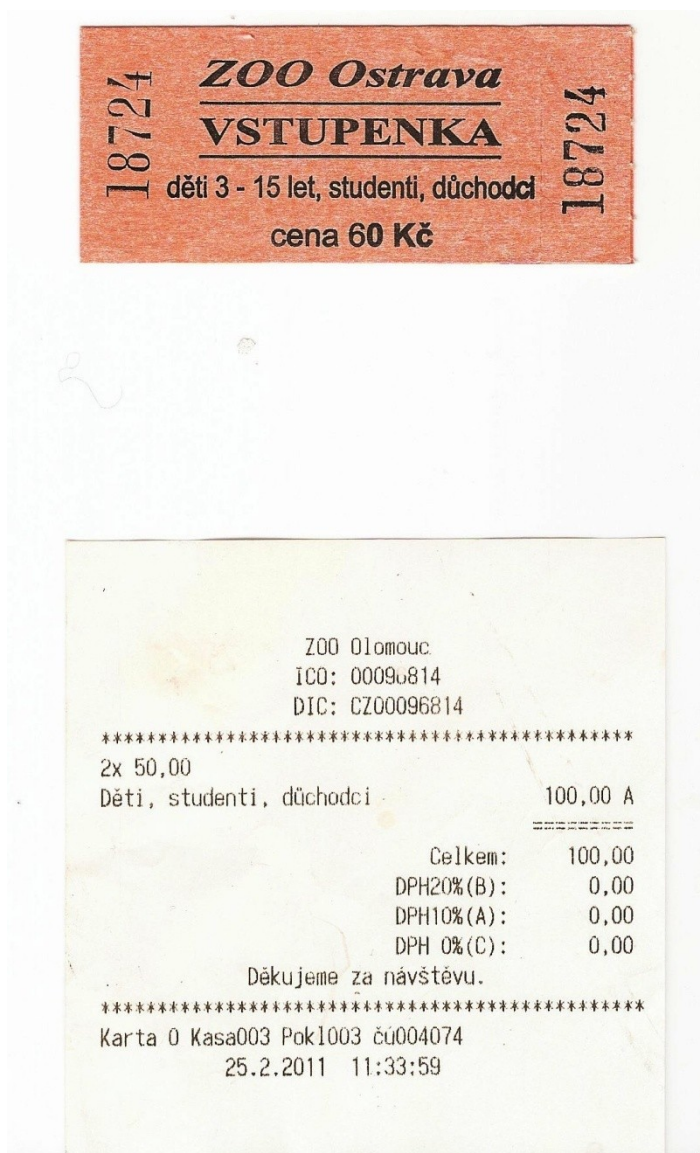 18724
ZOO Ostrava
VSTUPENKA
děti 3 - 15 let, studenti, důchodci
cena 60 Kč
18724
ZOO Olomouc
ICO: 00096814
DIC: CZ00096814
**********************************************
2x 50,00
Děti, studenti, důchodci 100,00 A
=========
Celkem: 100,00
DPH20%(B): 0,00
DPH10%(A): 0,00
DPH 0%(C): 0,00
Děkujeme za návštěvu.
***********************************************
Karta 0 Kasa003 Pokl003 čú004074
25.2.2011 11:33:59